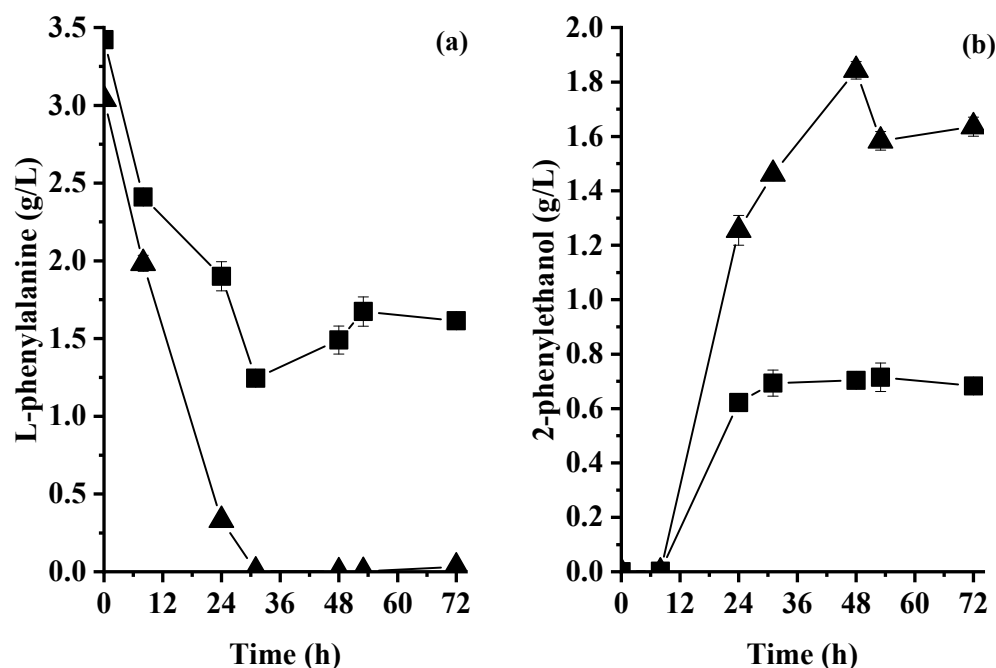 (a)
L-phenylalanine (g/L)
3.5
3.0
2.5
2.0
1.5
1.0
0.5
0.0
0 12 24 36 48 60 72
Time (h)
(b)
2-phenylethanol (g/L)
2.0
1.8
1.6
1.4
1.2
1.0
0.8
0.6
0.4
0.2
0.0
0 12 24 36 48 60 72
Time (h)